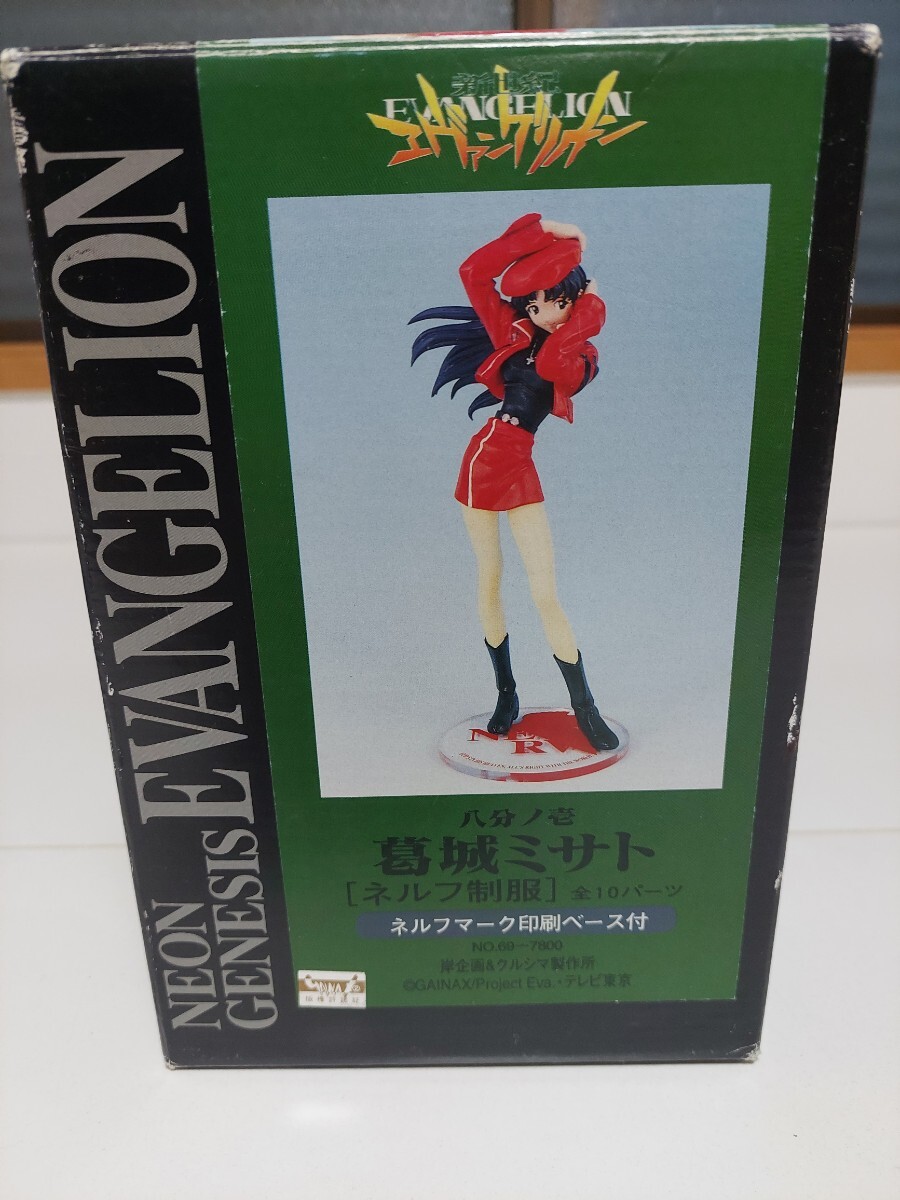 新世紀
EVANGELION
エヴァンゲリオン
NEON
GENESIS
EVANGELION
八分ノ壱
葛城ミサト
[ネルフ制服] 全10パーツ
ネルフマーク印刷ベース付
NO.69-7800
岸企画&クルシマ製作所
©GAINAX/Project Eva.・テレビ東京